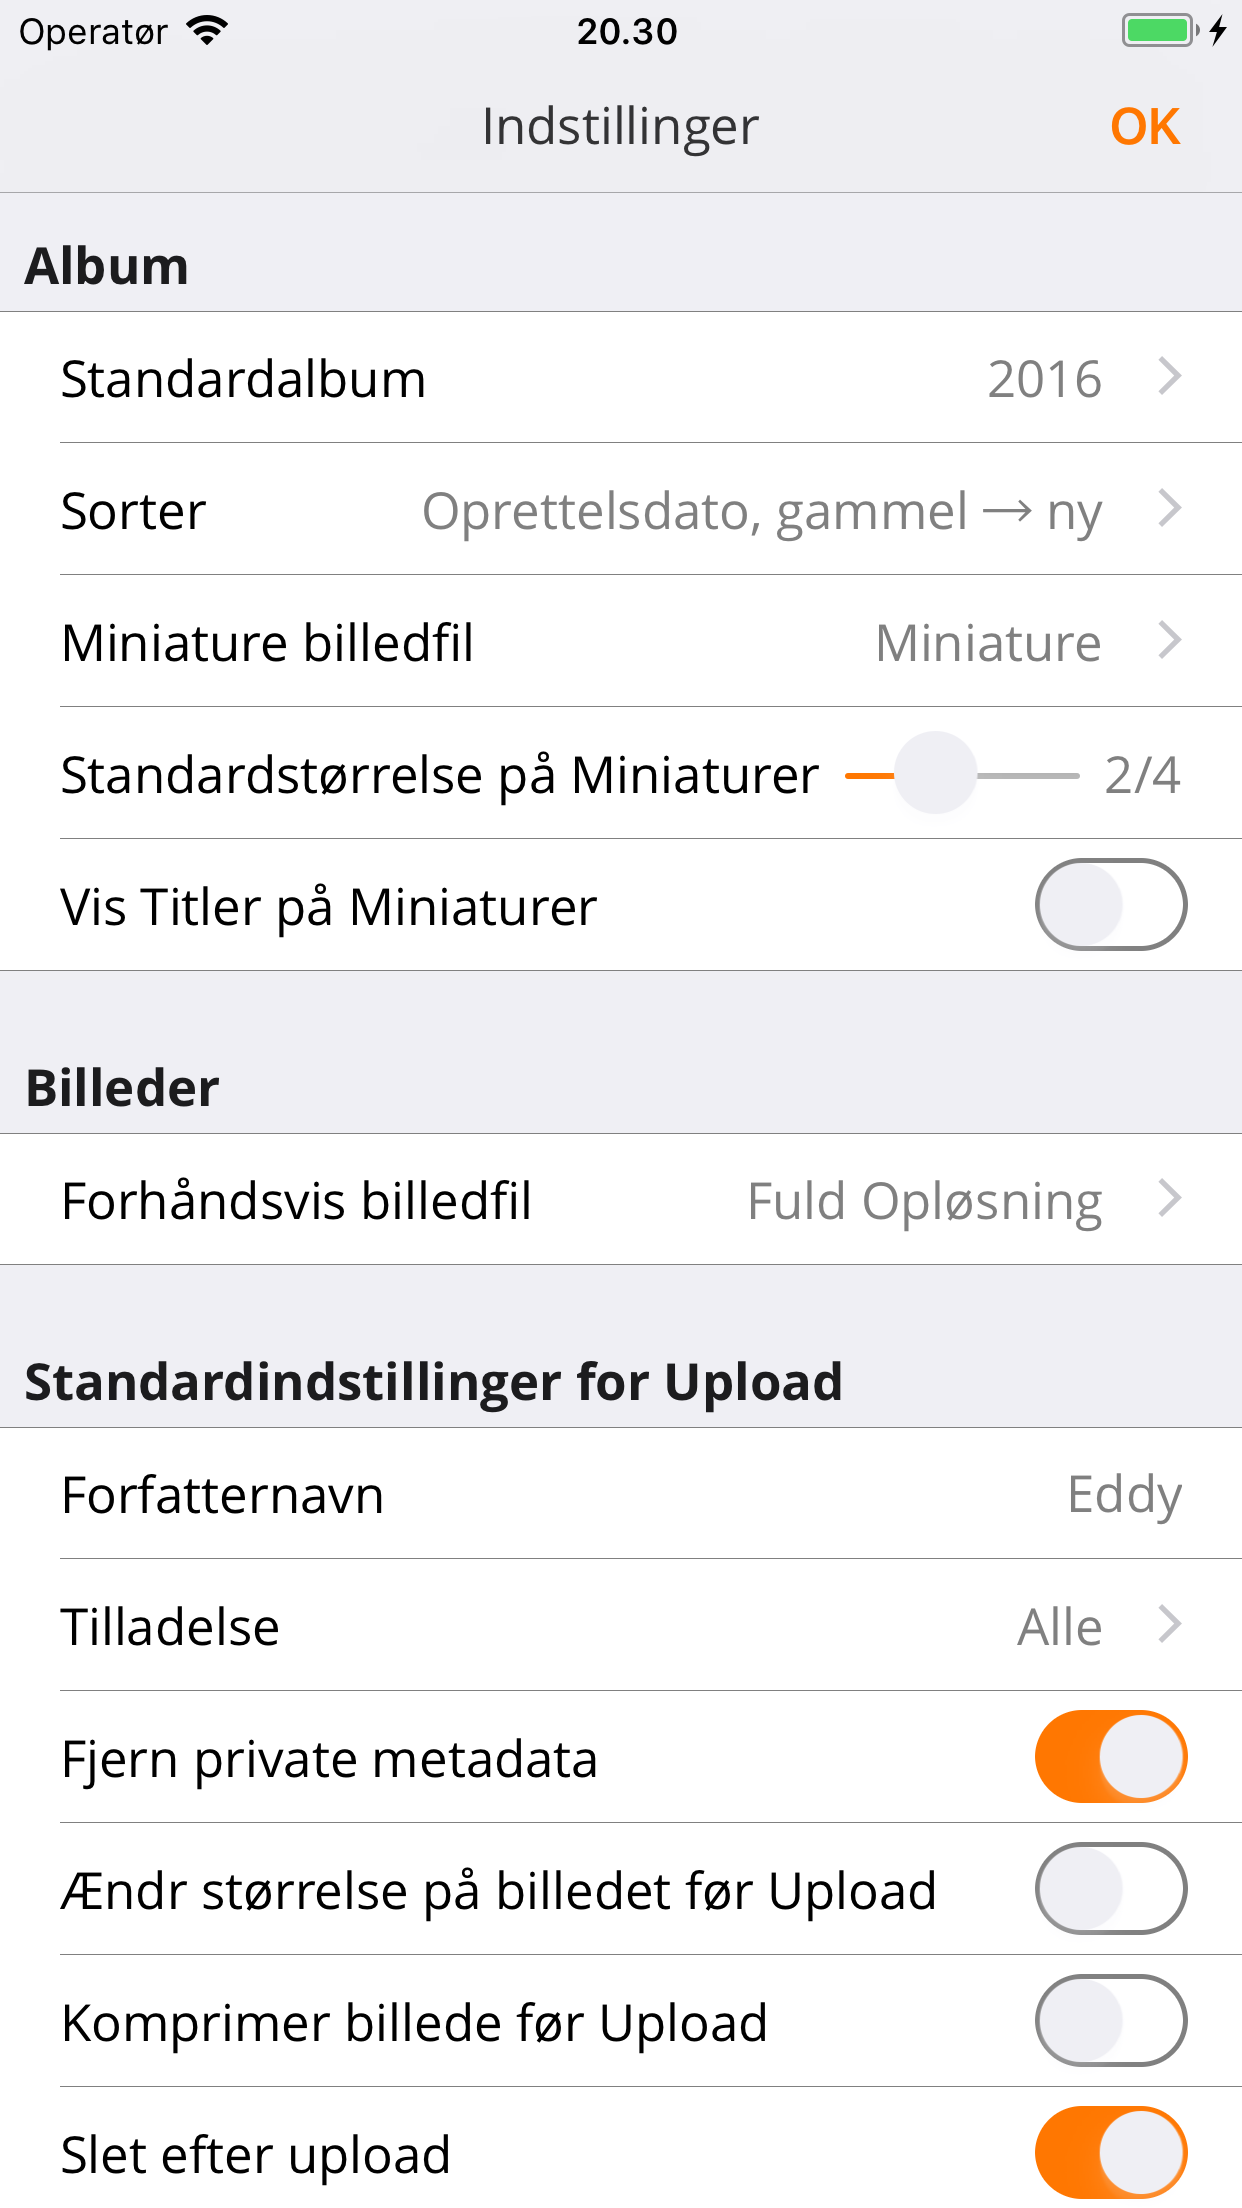 Operatør 20.30
Indstillinger OK
Album
Standardalbum 2016
Sorter Oprettelsdato, gammel → ny
Miniature billedfil Miniature
Standardstørrelse på Miniaturer 2/4
Vis Titler på Miniaturer
Billeder
Forhåndsvis billedfil Fuld Opløsning
Standardindstillinger for Upload
Forfatternavn Eddy
Tilladelse Alle
Fjern private metadata
Ændr størrelse på billedet før Upload
Komprimer billede før Upload
Slet efter upload